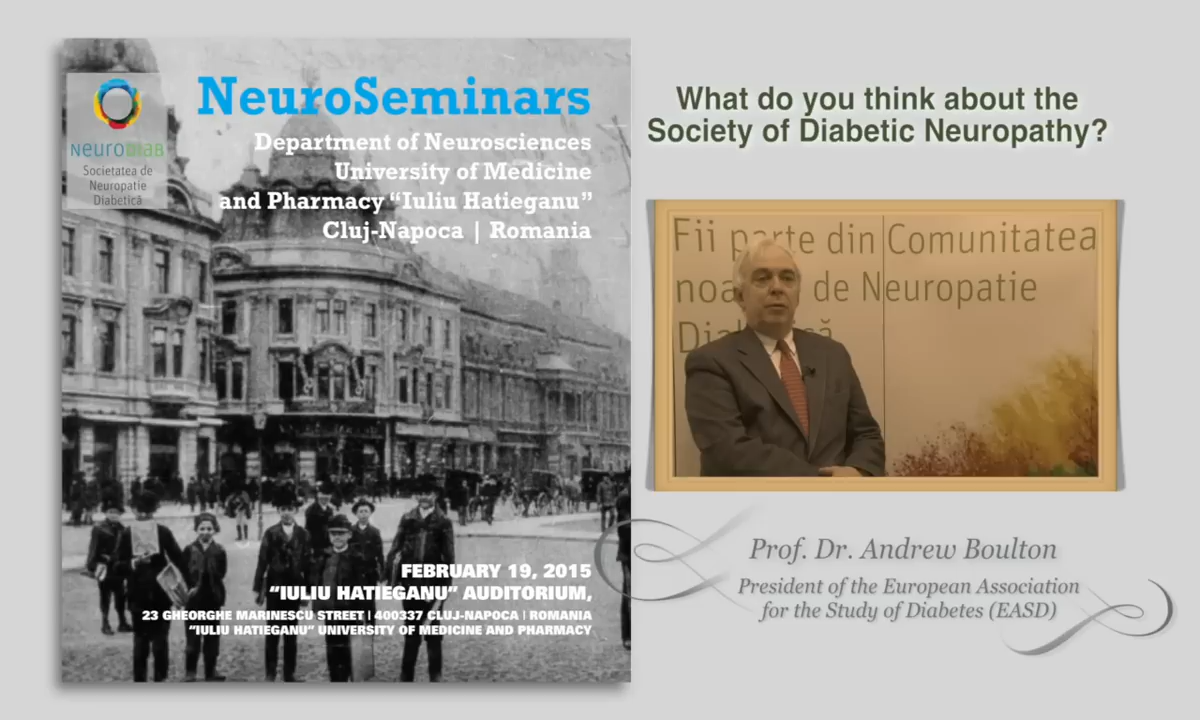 NeuroSeminars
NEURODIAB
Societatea de
Neuropatie
Diabetică
Department of Neurosciences
University of Medicine
and Pharmacy “Iuliu Hatieganu”
Cluj-Napoca | Romania
FEBRUARY 19, 2015
“IULIU HATIEGANU” AUDITORIUM,
23 GHEORGHE MARINESCU STREET | 400337 CLUJ-NAPOCA | ROMANIA
“IULIU HATIEGANU” UNIVERSITY OF MEDICINE AND PHARMACY
What do you think about the
Society of Diabetic Neuropathy?
Fii parte din Comunitatea
de Neuropatie
Prof. Dr. Andrew Boulton
President of the European Association
for the Study of Diabetes (EASD)